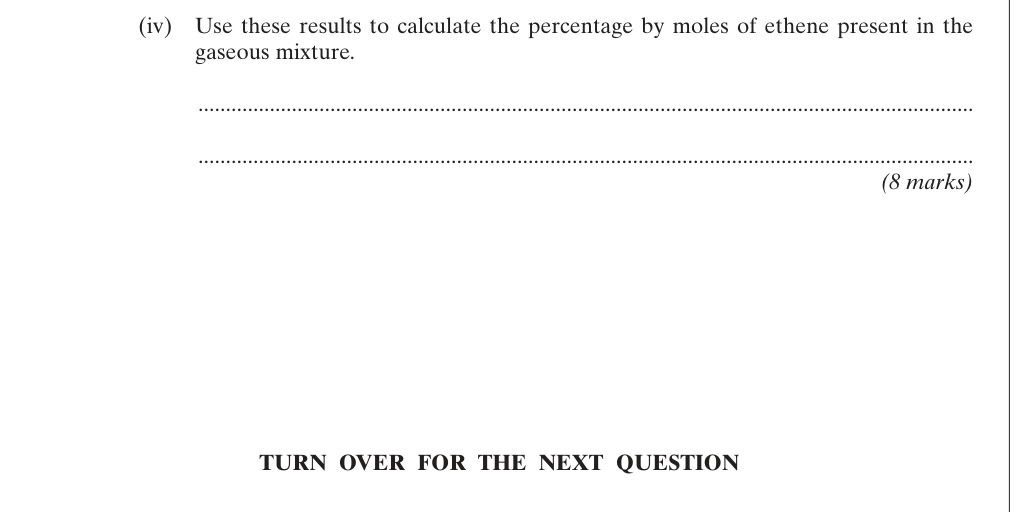 (iv) Use these results to calculate the percentage by moles of ethene present in the
gaseous mixture.
(8 marks)
TURN OVER FOR THE NEXT QUESTION